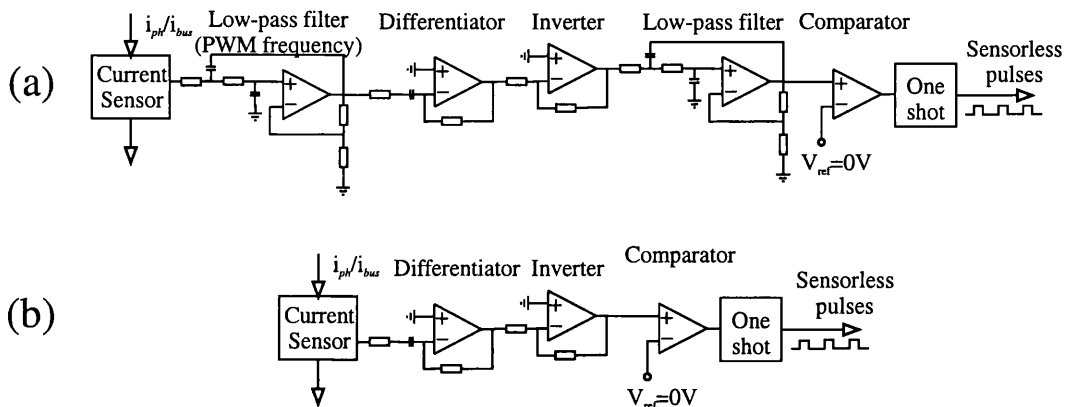 (a)
i_ph/i_bus
Low-pass filter
(PWM frequency)
Differentiator
Inverter
Low-pass filter
Comparator
Sensorless
pulses
Current
Sensor
+
−
+
−
+
−
+
−
+
−
One
shot
V_ref=0V
(b)
i_ph/i_bus
Differentiator
Inverter
Comparator
Sensorless
pulses
Current
Sensor
+
−
+
−
+
−
One
shot
V_ref=0V